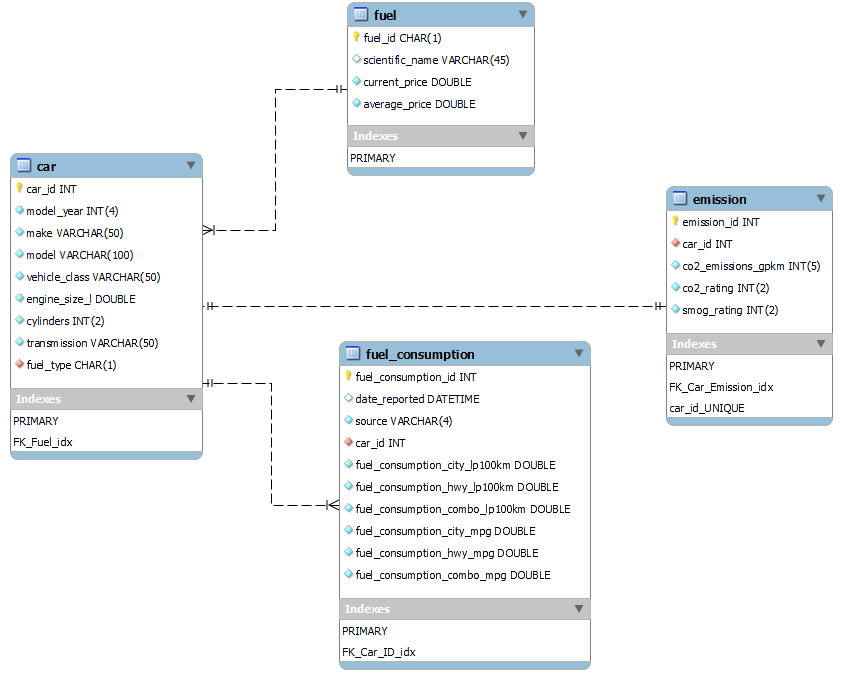 fuel
fuel_id CHAR(1)
scientific_name VARCHAR(45)
current_price DOUBLE
average_price DOUBLE
Indexes
PRIMARY
car
car_id INT
model_year INT(4)
make VARCHAR(50)
model VARCHAR(100)
vehicle_class VARCHAR(50)
engine_size_l DOUBLE
cylinders INT(2)
transmission VARCHAR(50)
fuel_type CHAR(1)
Indexes
PRIMARY
FK_Fuel_idx
emission
emission_id INT
car_id INT
co2_emissions_gpkm INT(5)
co2_rating INT(2)
smog_rating INT(2)
Indexes
PRIMARY
FK_Car_Emission_idx
car_id_UNIQUE
fuel_consumption
fuel_consumption_id INT
date_reported DATETIME
source VARCHAR(4)
car_id INT
fuel_consumption_city_lp100km DOUBLE
fuel_consumption_hwy_lp100km DOUBLE
fuel_consumption_combo_lp100km DOUBLE
fuel_consumption_city_mpg DOUBLE
fuel_consumption_hwy_mpg DOUBLE
fuel_consumption_combo_mpg DOUBLE
Indexes
PRIMARY
FK_Car_ID_idx